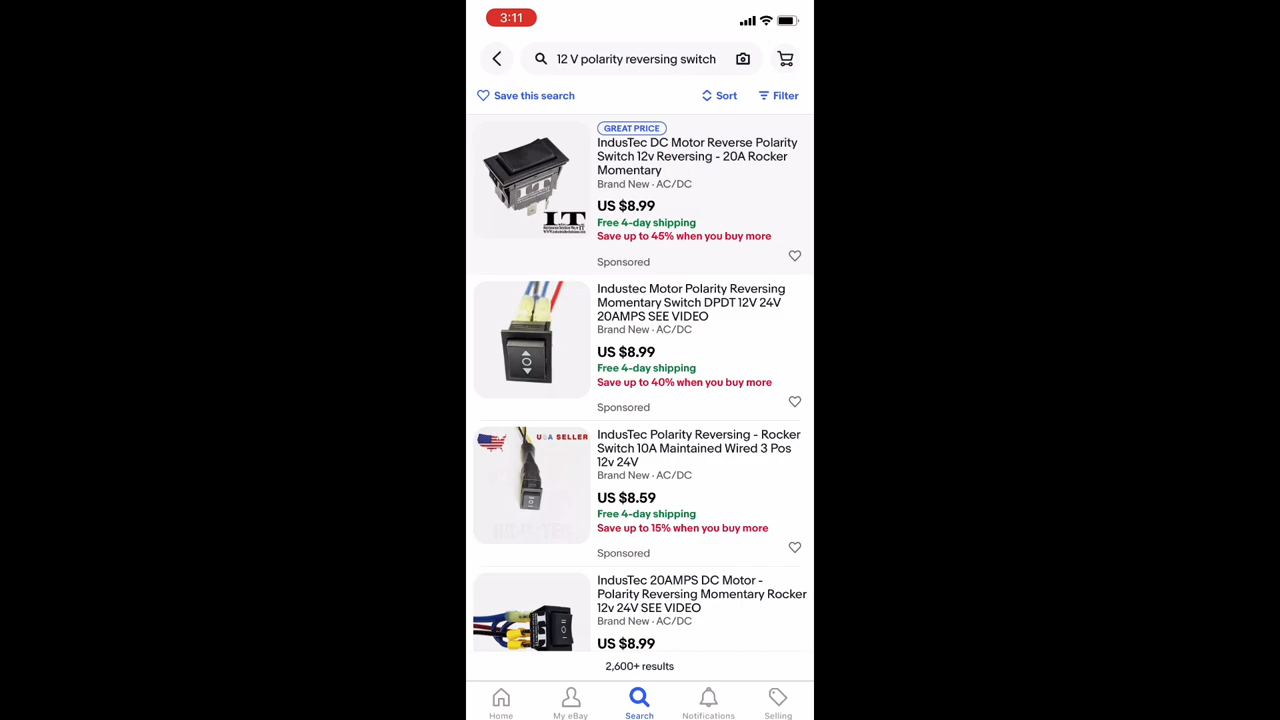 3:11
12 V polarity reversing switch
Save this search
Sort
Filter
GREAT PRICE
IndusTec DC Motor Reverse Polarity
Switch 12v Reversing - 20A Rocker
Momentary
Brand New · AC/DC
US $8.99
Free 4-day shipping
Save up to 45% when you buy more
Sponsored
I.T
Industec Motor Polarity Reversing
Momentary Switch DPDT 12V 24V
20AMPS SEE VIDEO
Brand New · AC/DC
US $8.99
Free 4-day shipping
Save up to 40% when you buy more
Sponsored
USA SELLER
IndusTec Polarity Reversing - Rocker
Switch 10A Maintained Wired 3 Pos
12v 24V
Brand New · AC/DC
US $8.59
Free 4-day shipping
Save up to 15% when you buy more
Sponsored
IndusTec 20AMPS DC Motor -
Polarity Reversing Momentary Rocker
12v 24V SEE VIDEO
Brand New · AC/DC
US $8.99
2,600+ results
Home
My eBay
Search
Notifications
Selling